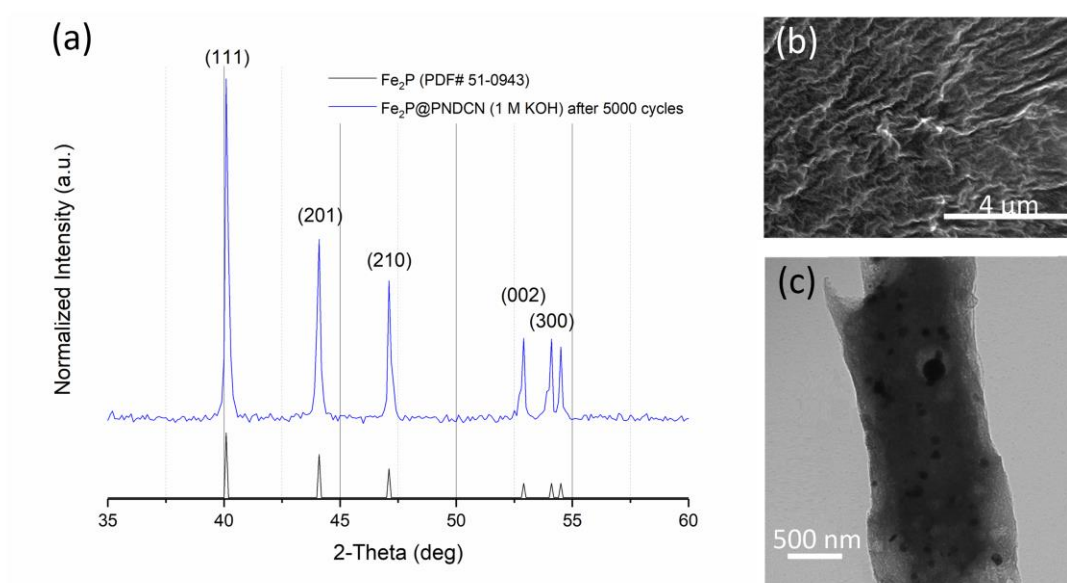 (a)
(111)
Fe₂P (PDF# 51-0943)
Fe₂P@PNDCN (1 M KOH) after 5000 cycles
(201)
(210)
(002)
(300)
Normalized Intensity (a.u.)
35 40 45 50 55 60
2-Theta (deg)
(b)
4 um
(c)
500 nm